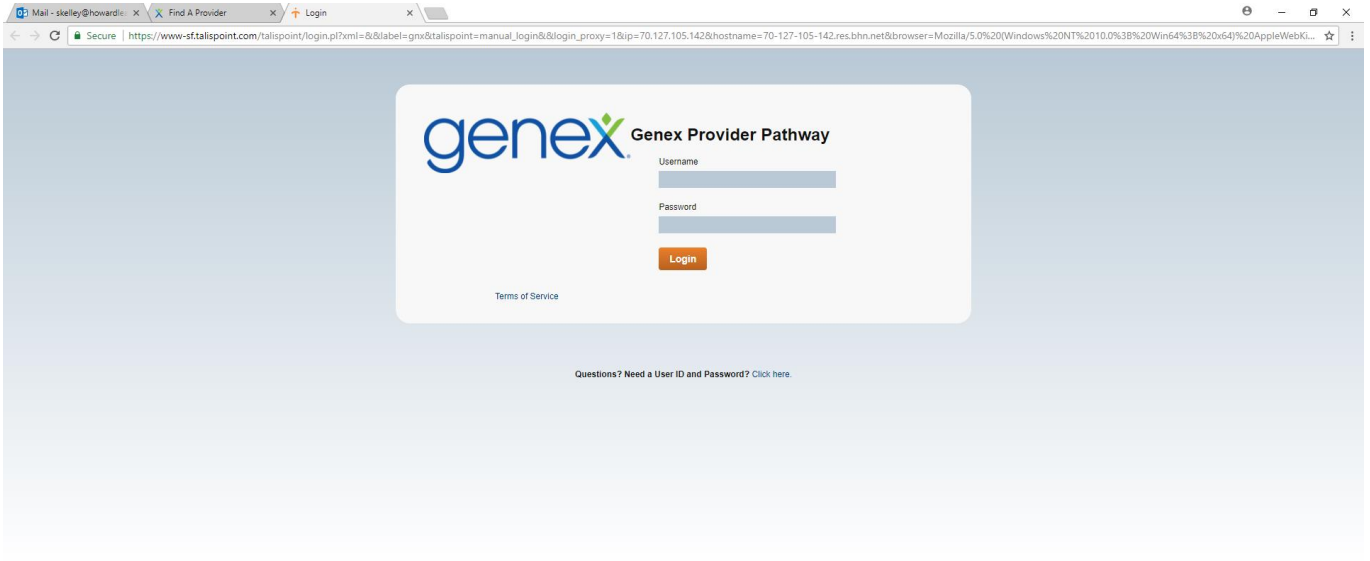 Mail - skelley@howardle
Find A Provider
Login
Secure | https://www-sf.talispoint.com/talispoint/login.pl?xml=&&label=gnx&talispoint=manual_login&&login_proxy=1&ip=70.127.105.142&hostname=70-127-105-142.res.bhn.net&browser=Mozilla/5.0%20(Windows%20NT%2010.0%3B%20Win64%3B%20x64)%20AppleWebKi...
genex
Genex Provider Pathway
Username
Password
Login
Terms of Service
Questions? Need a User ID and Password? Click here.